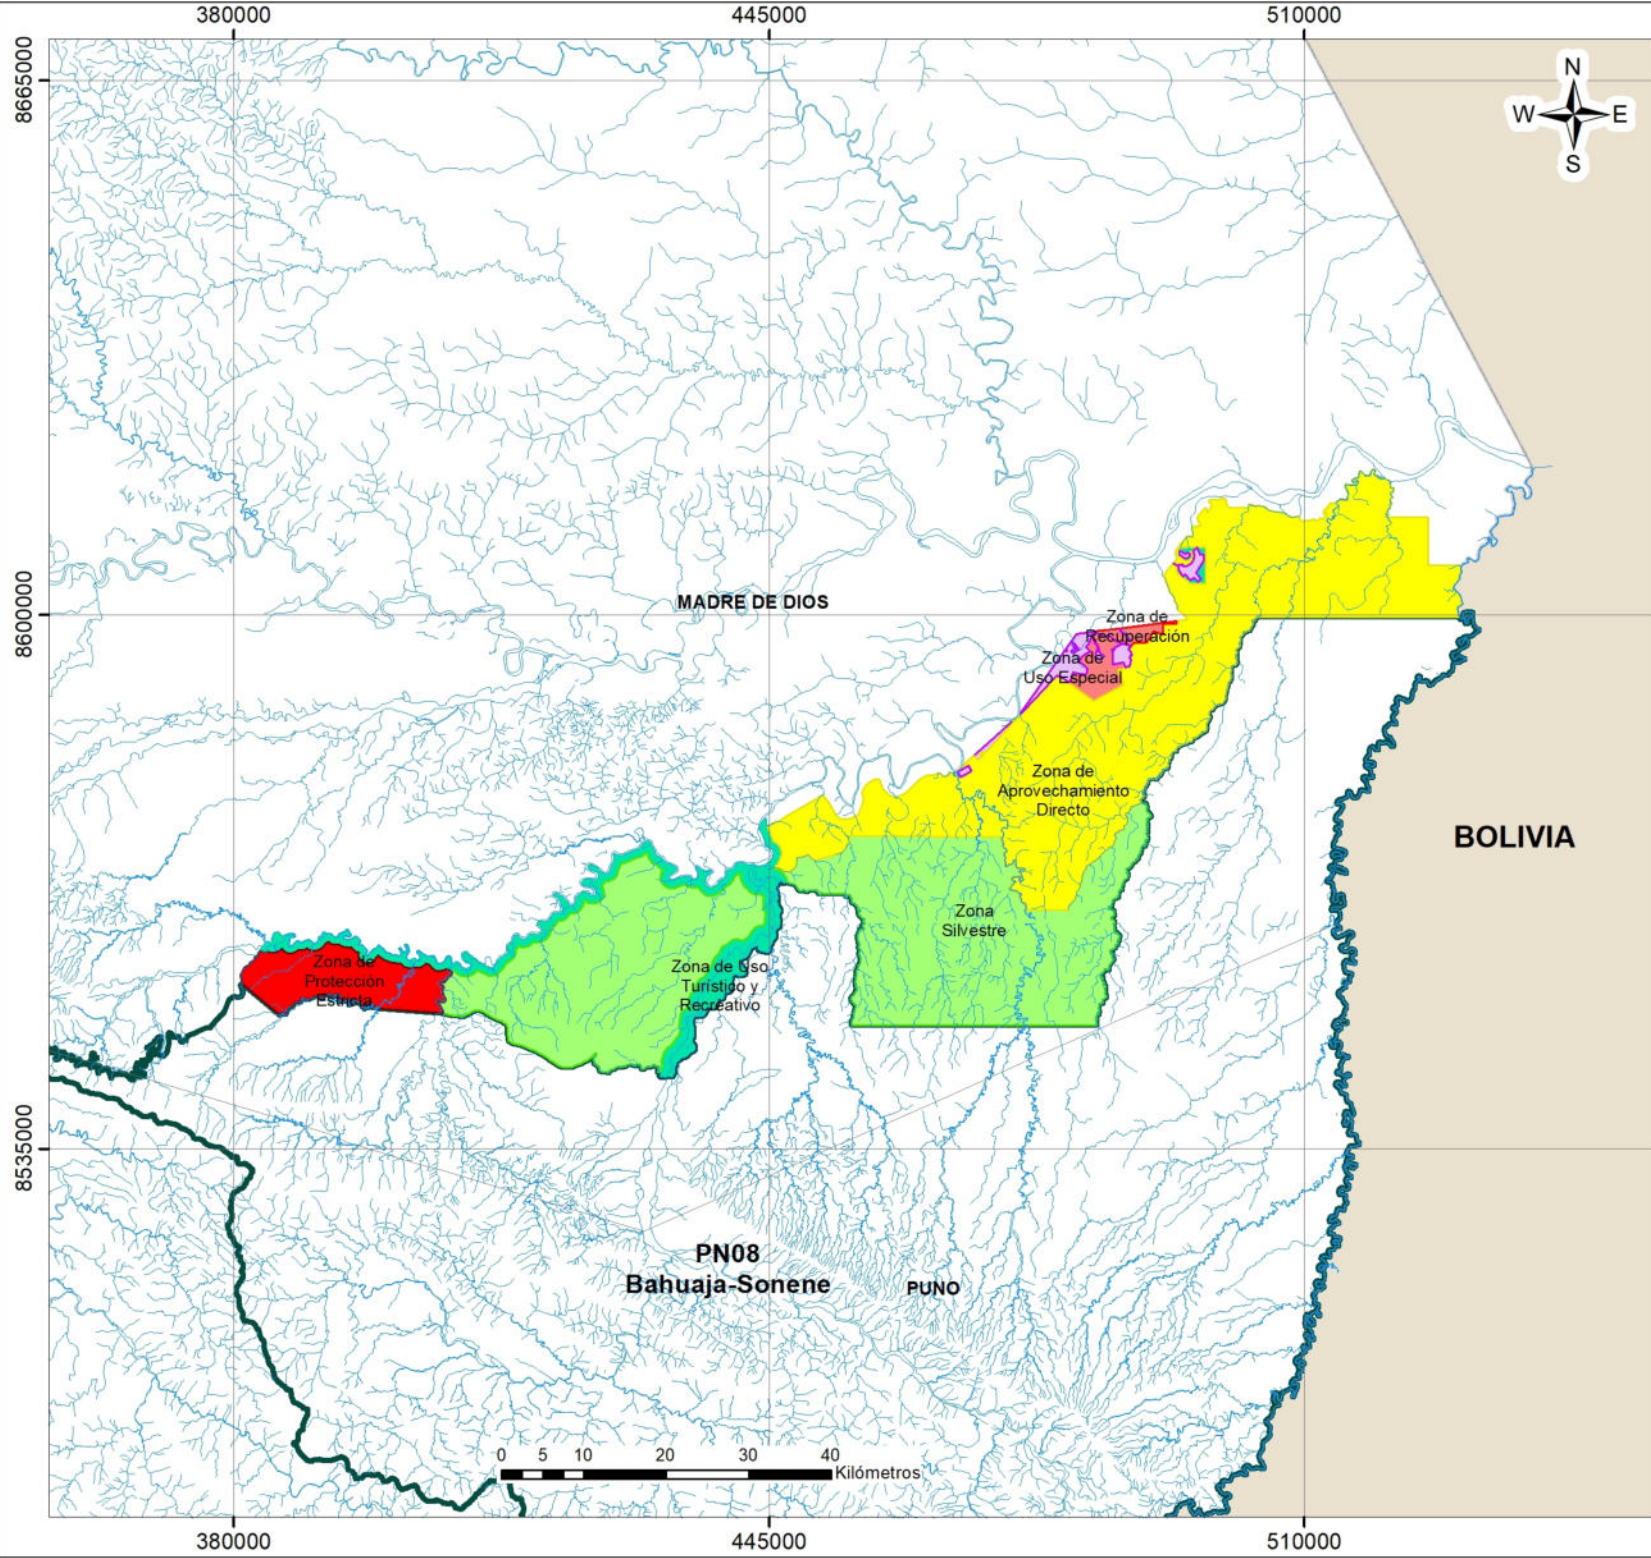 380000
445000
510000
8665000
N
W
E
S
8600000
MADRE DE DIOS
Zona de
Recuperación
Zona de
Uso Especial
Zona de
Aprovechamiento
Directo
BOLIVIA
Zona
Silvestre
Zona de Uso
Turístico y
Recreativo
Zona de
Protección
Estricta
8535000
PN08
Bahuaja-Sonene
PUNO
0 5 10 20 30 40
Kilómetros
380000
445000
510000